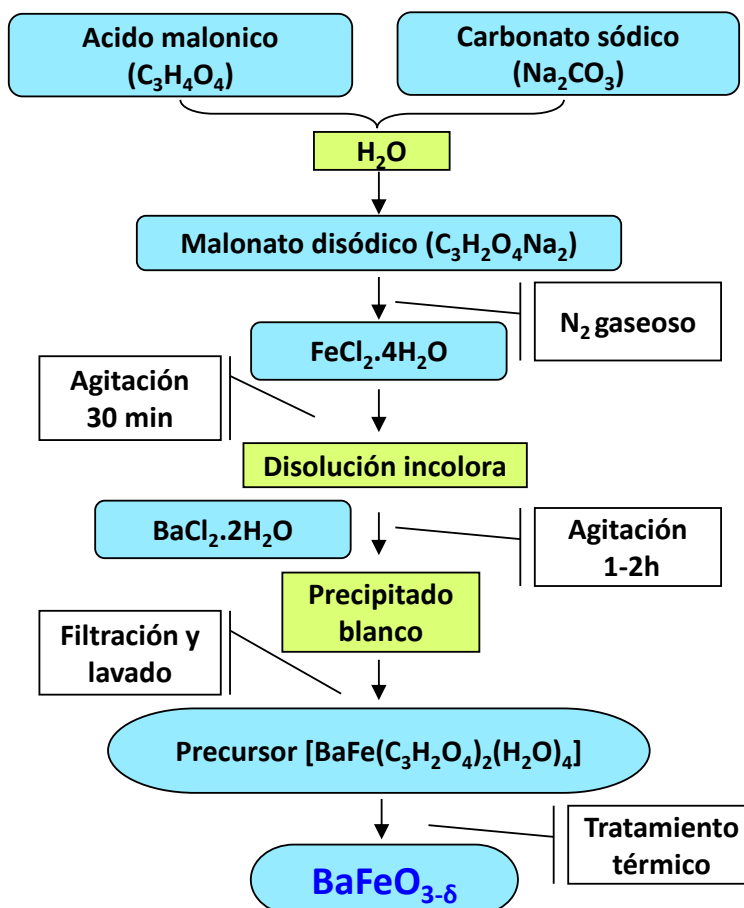 Acido malonico
(C₃H₄O₄)
Carbonato sódico
(Na₂CO₃)
H₂O
Malonato disódico (C₃H₂O₄Na₂)
N₂ gaseoso
FeCl₂.4H₂O
Agitación
30 min
Disolución incolora
BaCl₂.2H₂O
Agitación
1-2h
Precipitado
blanco
Filtración y
lavado
Precursor [BaFe(C₃H₂O₄)₂(H₂O)₄]
Tratamiento
térmico
BaFeO₃₋δ